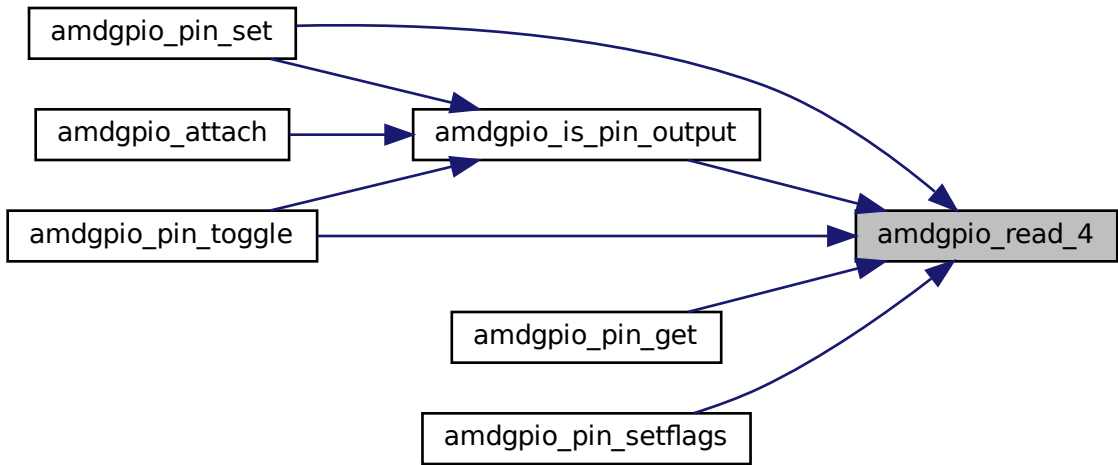 amdgpio_pin_set
amdgpio_attach
amdgpio_is_pin_output
amdgpio_pin_toggle
amdgpio_read_4
amdgpio_pin_get
amdgpio_pin_setflags